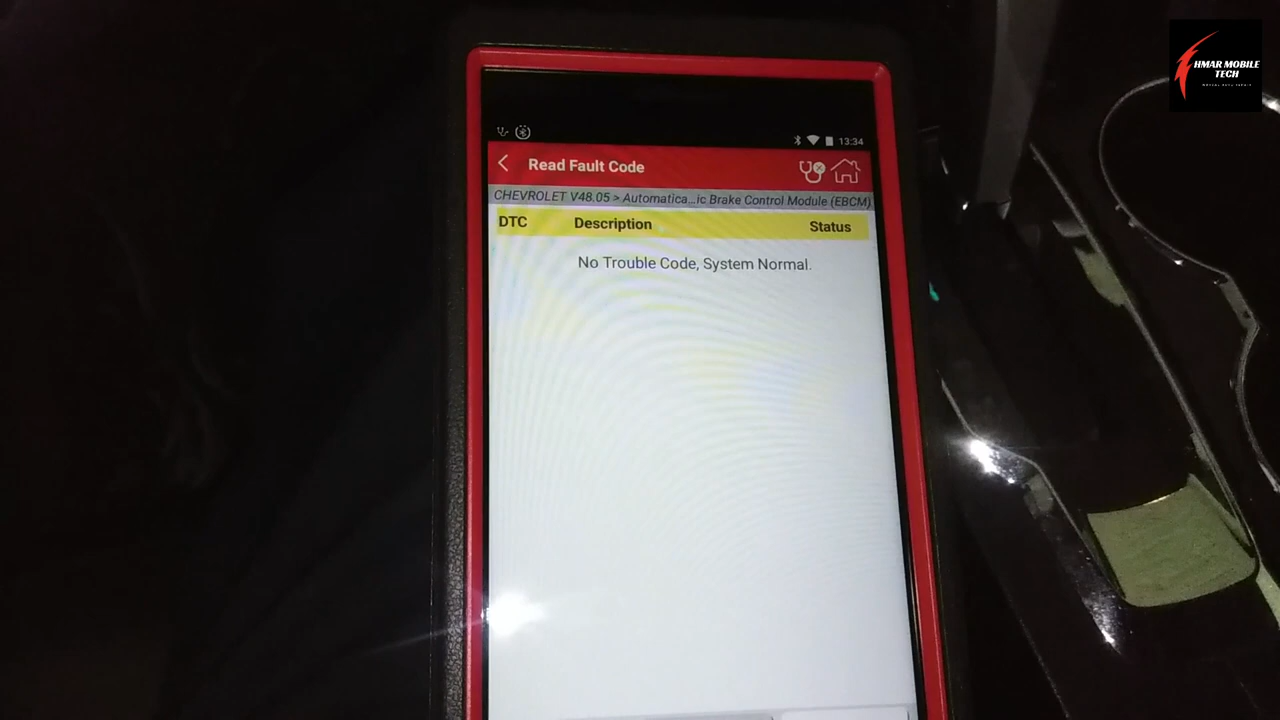 HMAR MOBILE
TECH
13:34
Read Fault Code
CHEVROLET V48.05 > Automatica...ic Brake Control Module (EBCM)
DTC Description Status
No Trouble Code, System Normal.